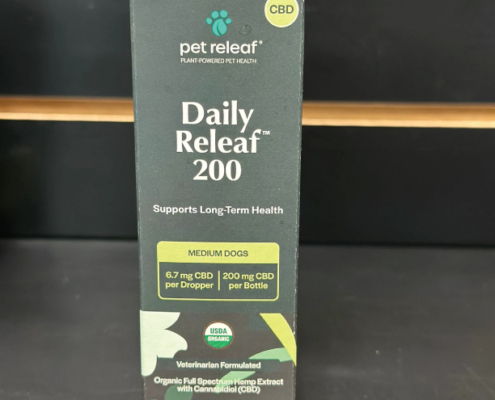 CBD
pet releaf®
PLANT-POWERED PET HEALTH
Daily
Releaf™
200
Supports Long-Term Health
MEDIUM DOGS
6.7 mg CBD
per Dropper
200 mg CBD
per Bottle
USDA
ORGANIC
Veterinarian Formulated
Organic Full Spectrum Hemp Extract
with Cannabidiol (CBD)